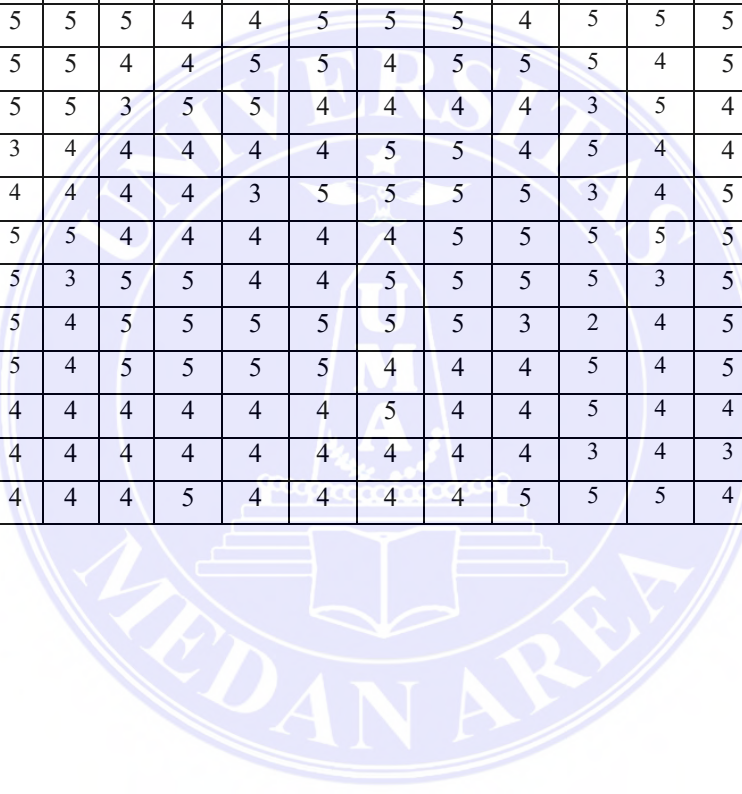 5 5 5 4 4 5 5 5 4 5 5 5
5 5 4 4 5 5 4 5 5 5 4 5
5 5 3 5 5 4 4 4 4 3 5 4
3 4 4 4 4 4 5 5 4 5 4 4
4 4 4 4 3 5 5 5 5 3 4 5
5 5 4 4 4 4 4 5 5 5 5 5
5 3 5 5 4 4 5 5 5 5 3 5
5 4 5 5 5 5 5 5 3 2 4 5
5 4 5 5 5 5 4 4 4 5 4 5
4 4 4 4 4 4 5 4 4 5 4 4
4 4 4 4 4 4 4 4 4 3 4 3
4 4 4 5 4 4 4 4 5 5 5 4
UNIVERSITAS
UMA
MEDAN AREA